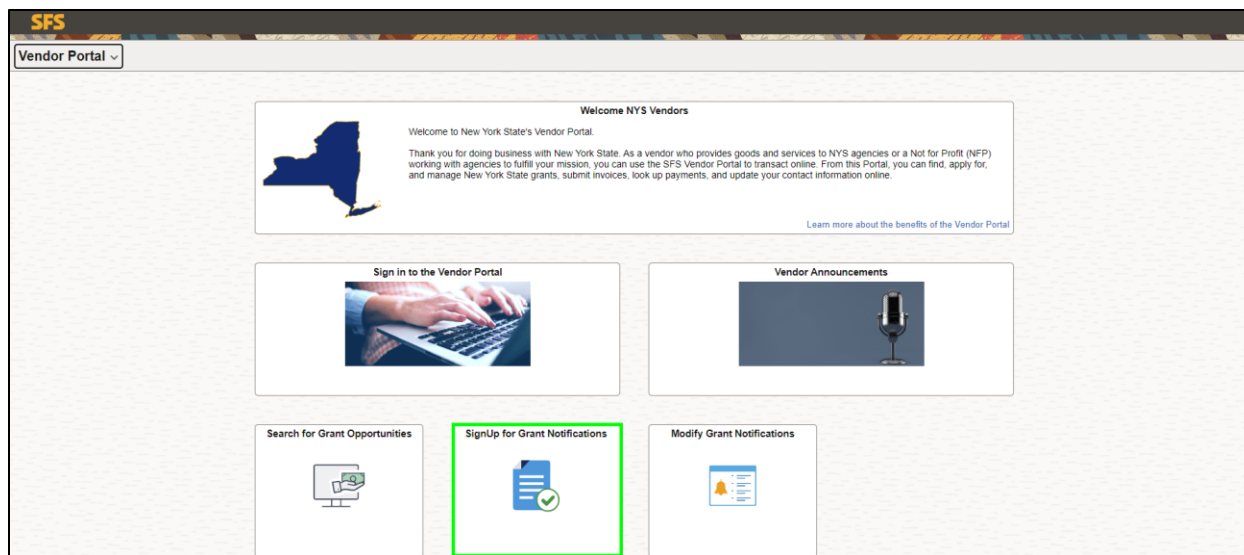 SFS
Vendor Portal
Welcome NYS Vendors
Welcome to New York State's Vendor Portal.
Thank you for doing business with New York State. As a vendor who provides goods and services to NYS agencies or a Not for Profit (NFP)
working with agencies to fulfill your mission, you can use the SFS Vendor Portal to transact online. From this Portal, you can find, apply for,
and manage New York State grants, submit invoices, look up payments, and update your contact information online.
Learn more about the benefits of the Vendor Portal
Sign in to the Vendor Portal
Vendor Announcements
Search for Grant Opportunities
SignUp for Grant Notifications
Modify Grant Notifications